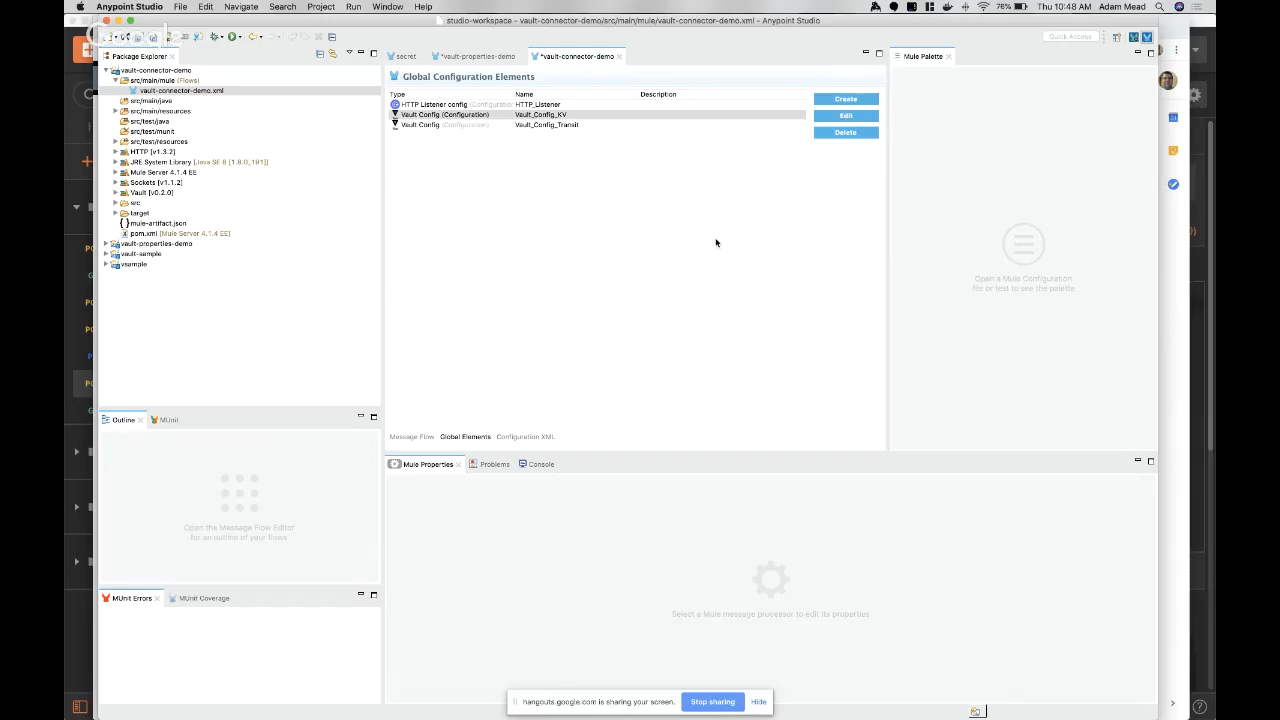 Anypoint Studio File Edit Navigate Search Project Run Window Help 76% Thu 10:48 AM Adam Mead
studio-workspace - vault-connector-demo/src/main/mule/vault-connector-demo.xml - Anypoint Studio
Quick Access
Package Explorer
vault-connector-demo
src/main/mule (Flows)
vault-connector-demo.xml
src/main/java
src/main/resources
src/test/java
src/test/munit
src/test/resources
HTTP [v1.3.2]
JRE System Library [Java SE 8 [1.8.0_191]]
Mule Server 4.1.4 EE
Sockets [v1.1.2]
Vault [v0.2.0]
src
target
mule-artifact.json
pom.xml [Mule Server 4.1.4 EE]
vault-properties-demo
vault-sample
vsample
secret *vault-properties-demo *vault-connector-demo
Global Configuration Elements
Type Name Description
HTTP Listener config (Configuration HTTP_Listener
Vault Config (Configuration) Vault_Config_KV
Vault Config (Configuration) Vault_Config_Transit
Create
Edit
Delete
Message Flow Global Elements Configuration XML
Mule Palette
Open a Mule Configuration
file or test to see the palette
Outline MUnit
Open the Message Flow Editor
for an outline of your flows
MUnit Errors MUnit Coverage
Mule Properties Problems Console
Select a Mule message processor to edit its properties
hangouts.google.com is sharing your screen. Stop sharing Hide